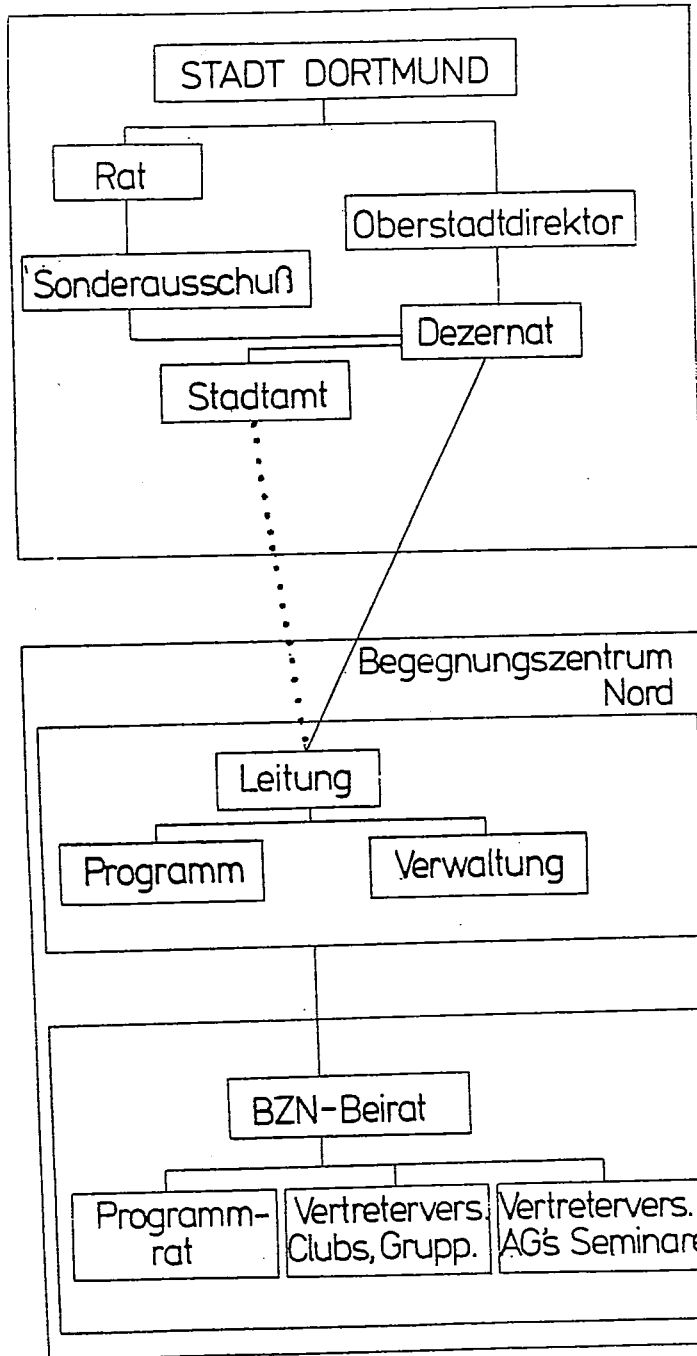 STADT DORTMUND
Rat
Oberstadtdirektor
Sonderausschuß
Dezernat
Stadtamt
Begegnungszentrum
Nord
Leitung
Programm
Verwaltung
BZN-Beirat
Programm-
rat
Vertretervers.
Clubs, Grupp.
Vertretervers.
AG's Seminare